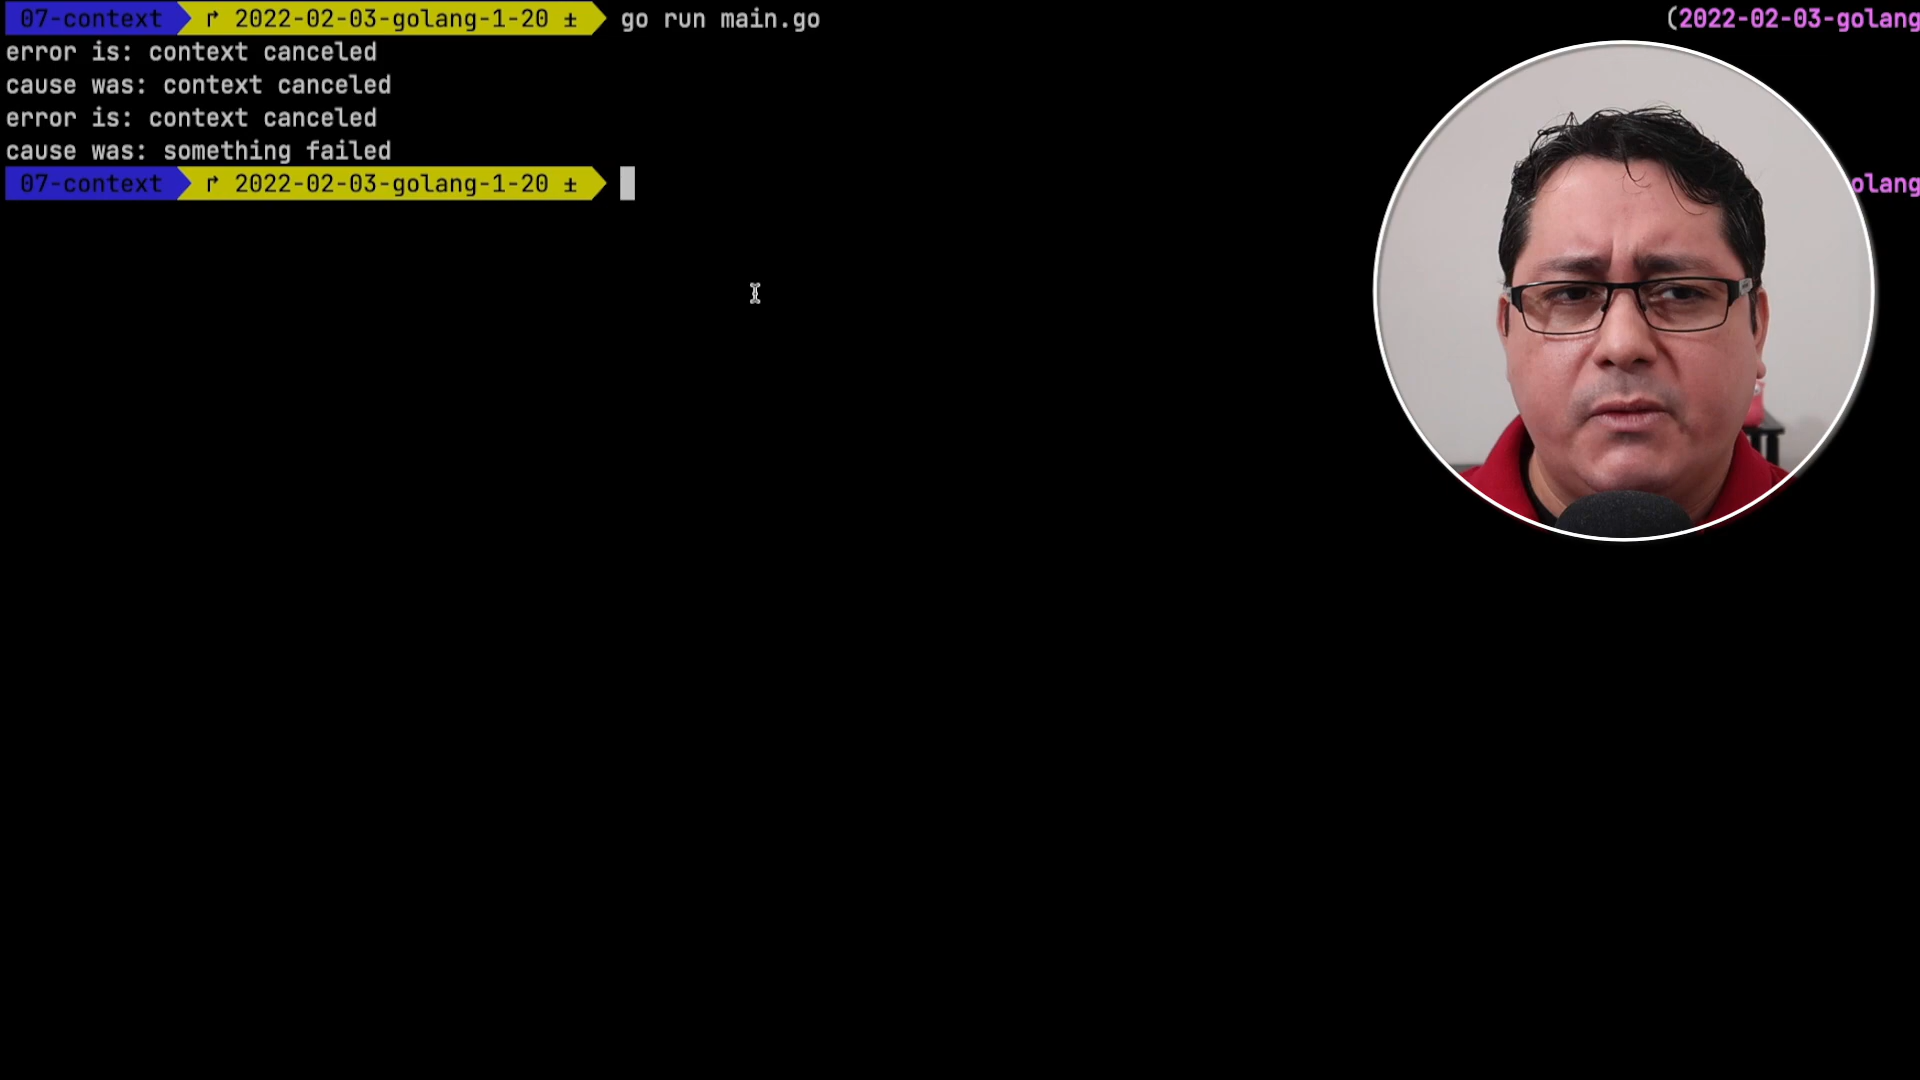 07-context 2022-02-03-golang-1-20 ± go run main.go (2022-02-03-golang
error is: context canceled
cause was: context canceled
error is: context canceled
cause was: something failed
07-context 2022-02-03-golang-1-20 ± olang